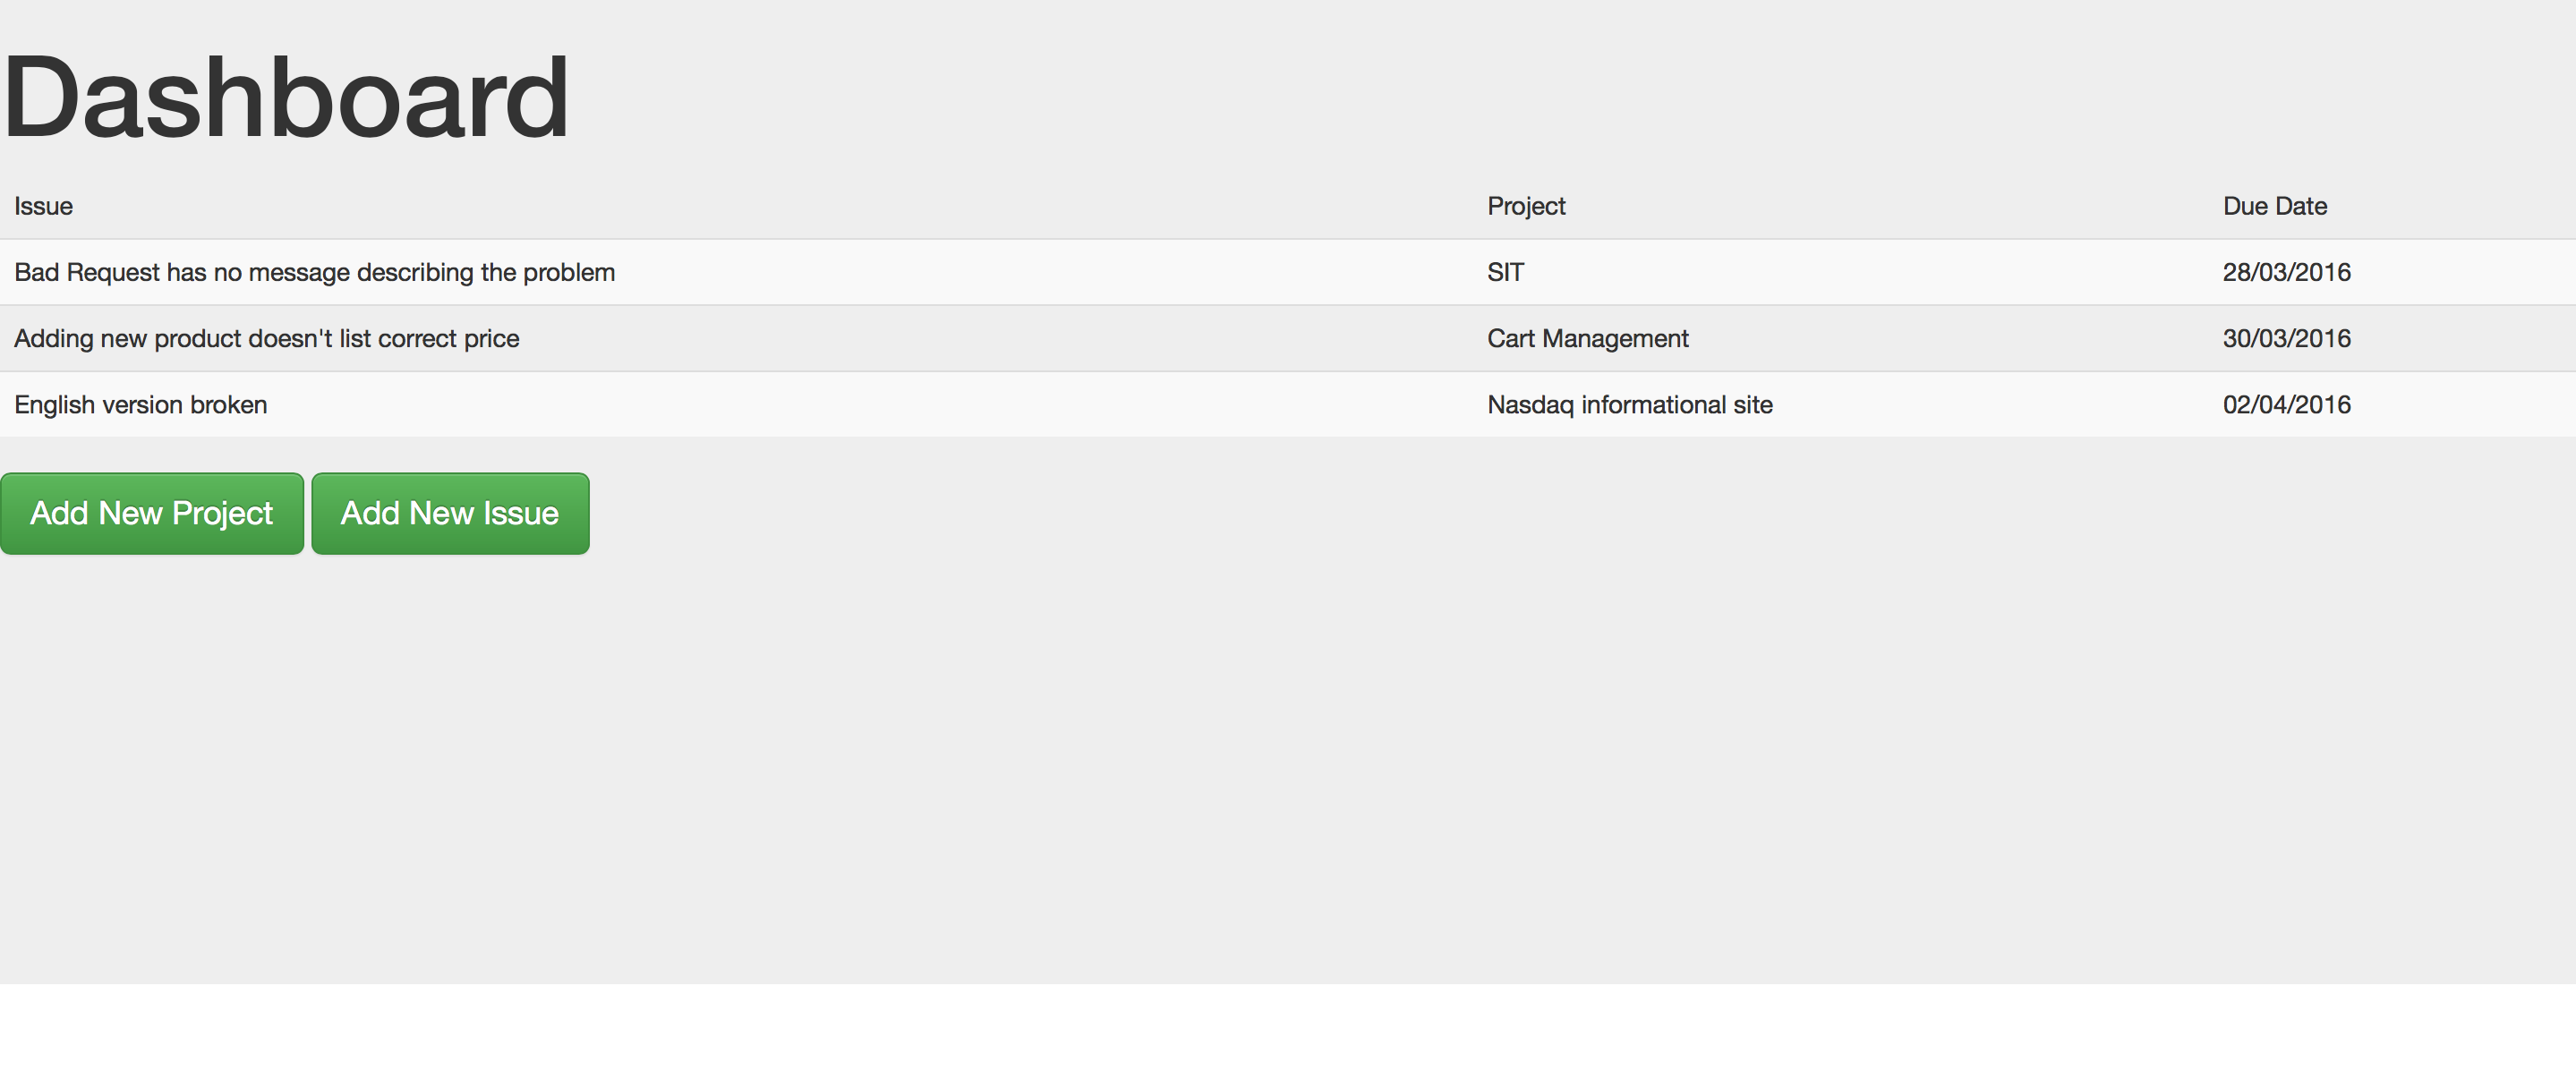 Dashboard
Issue Project Due Date
Bad Request has no message describing the problem SIT 28/03/2016
Adding new product doesn't list correct price Cart Management 30/03/2016
English version broken Nasdaq informational site 02/04/2016
Add New Project Add New Issue